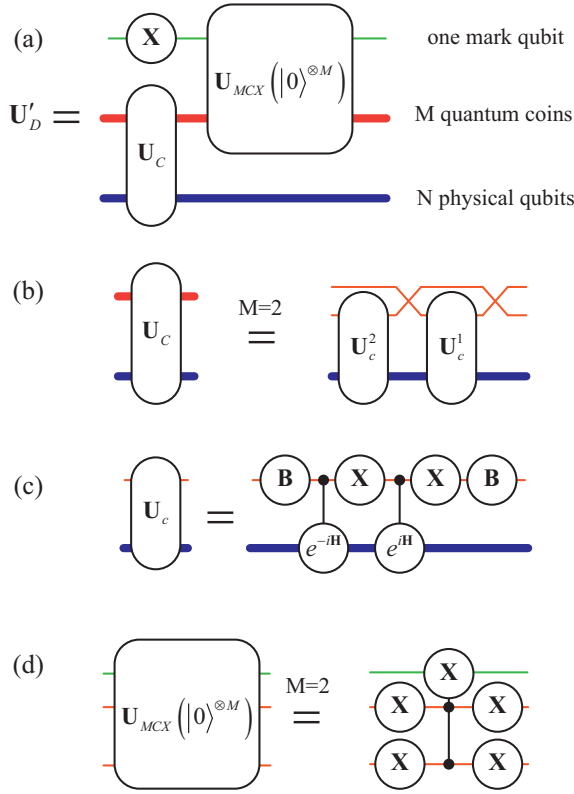 (a)
X
one mark qubit
U′_D =
U_MCX (|0⟩^⊗M)
M quantum coins
U_C
N physical qubits
(b)
U_C
M=2
=
U_c^2
U_c^1
(c)
U_c
=
B
X
X
B
e^{-iH}
e^{iH}
(d)
U_MCX (|0⟩^⊗M)
M=2
=
X
X
X
X
X